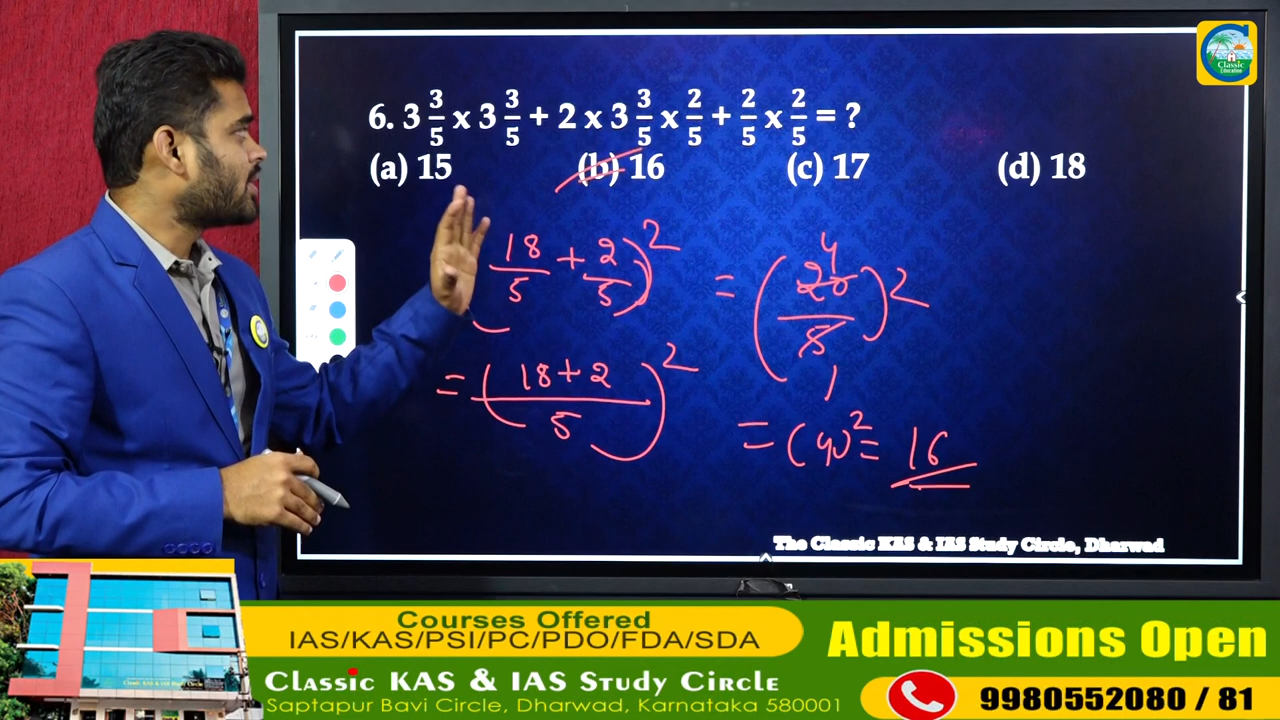 Classic
Education
6. 3 3/5 x 3 3/5 + 2 x 3 3/5 x 2/5 + 2/5 x 2/5 = ?
(a) 15 (b) 16 (c) 17 (d) 18
18/5 + 2/5)² = (20/5)² 4 1
= (18+2/5)²
= (4)² = 16
The Classic KAS & IAS Study Circle, Dharwad
Courses Offered
IAS/KAS/PSI/PC/PDO/FDA/SDA
Classic KAS & IAS Study Circle
Saptapur Bavi Circle, Dharwad, Karnataka 580001
Admissions Open
9980552080 / 81